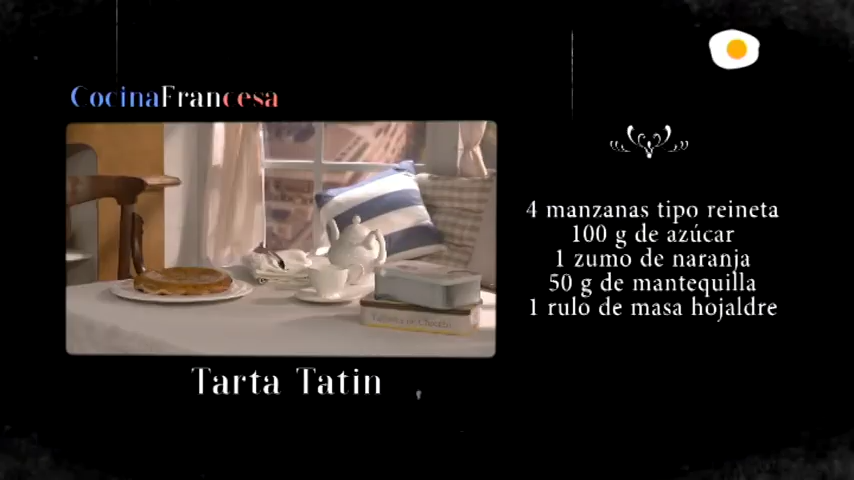 CocinaFrancesa
Tarta Tatin
4 manzanas tipo reineta
100 g de azúcar
1 zumo de naranja
50 g de mantequilla
1 rulo de masa hojaldre